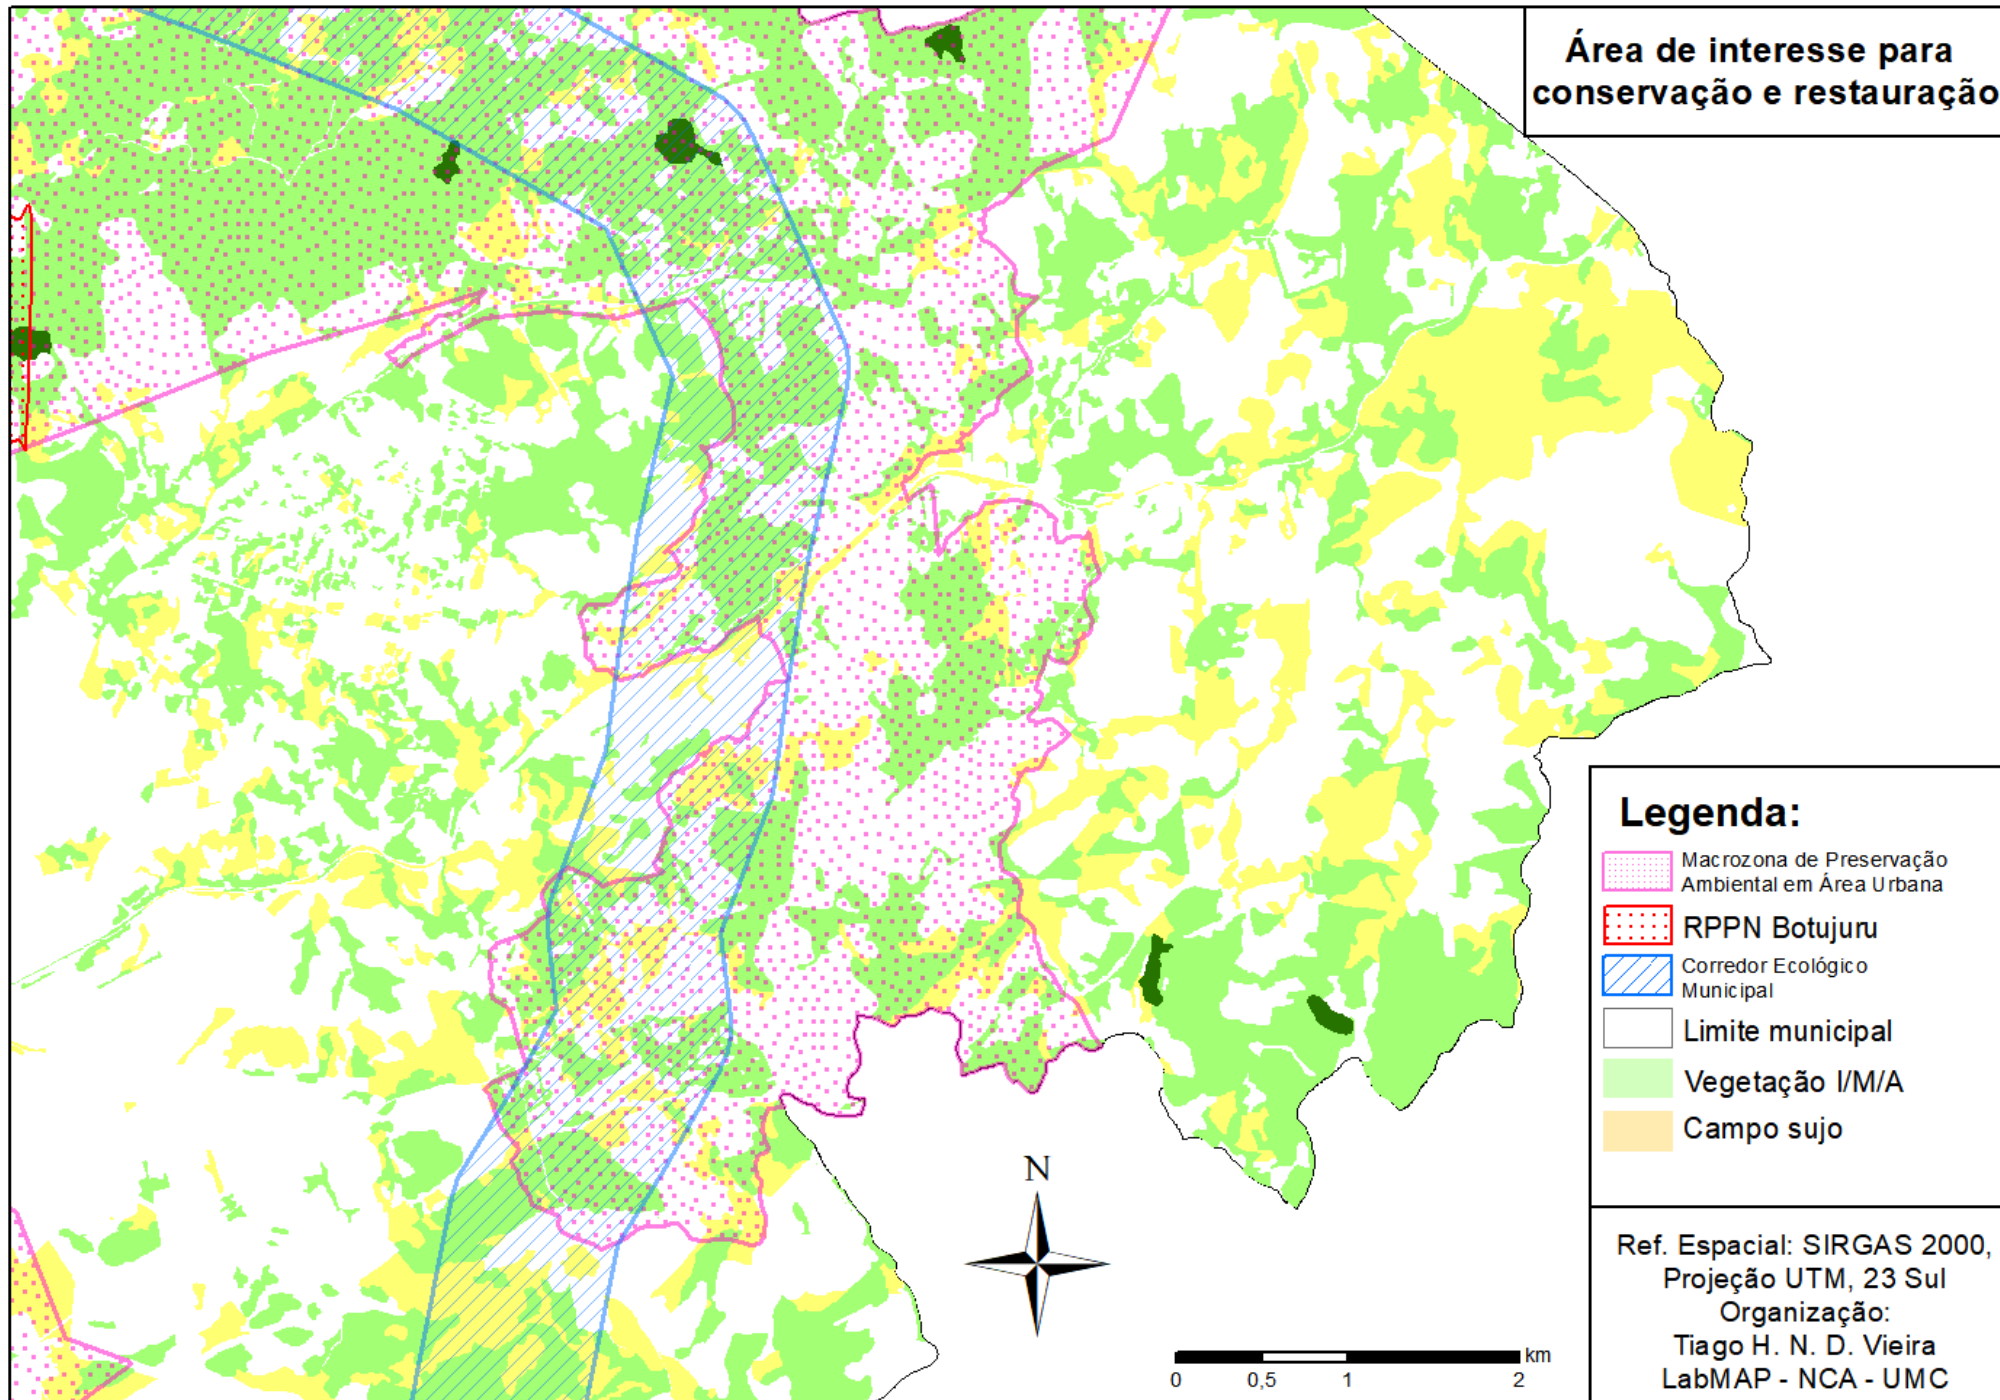 Área de interesse para
conservação e restauração
Legenda:
Macrozona de Preservação
Ambiental em Área Urbana
RPPN Botujuru
Corredor Ecológico
Municipal
Limite municipal
Vegetação I/M/A
Campo sujo
N
km
0 0,5 1 2
Ref. Espacial: SIRGAS 2000,
Projeção UTM, 23 Sul
Organização:
Tiago H. N. D. Vieira
LabMAP - NCA - UMC